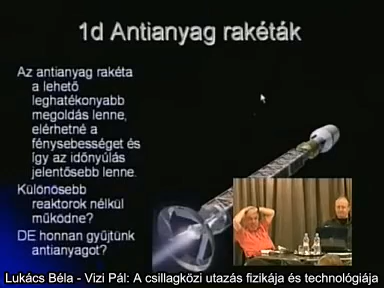 1d Antianyag rakéták
Az antianyag rakéta
a lehető
leghatékonyabb
megoldás lenne,
elérhetné a
fénysebességet és
így az időnyúlás
jelentősebb lenne.
Különösebb
reaktorok nélkül
működne?
DE honnan gyűjtünk
antianyagot?
Lukács Béla - Vizi Pál: A csillagközi utazás fizikája és technológiája